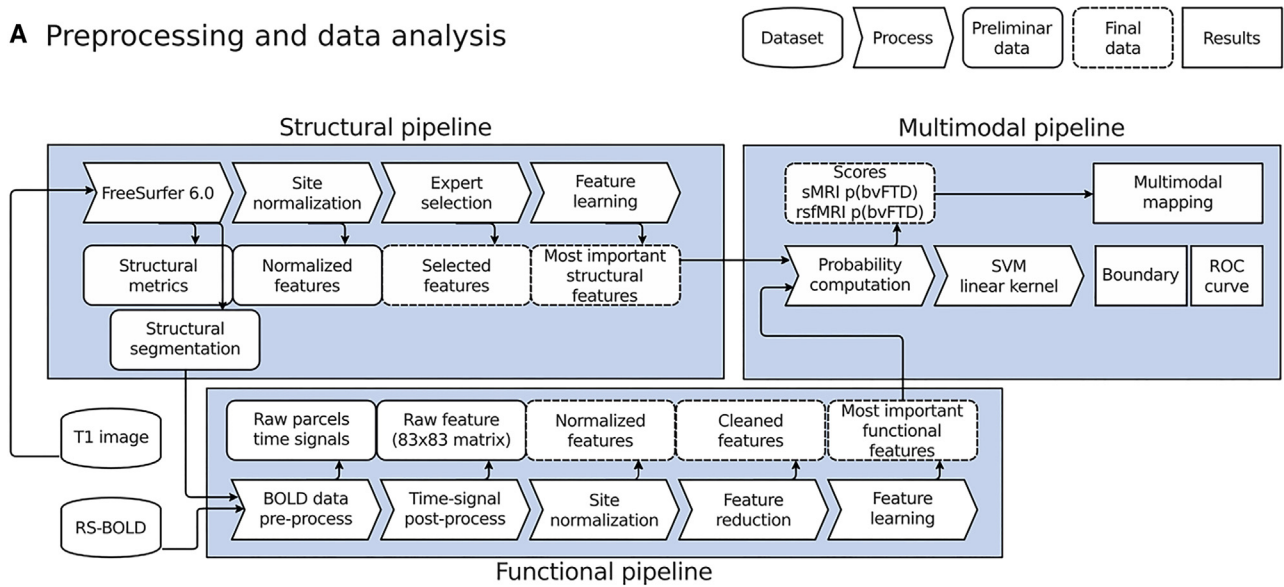 A Preprocessing and data analysis
Dataset
Process
Preliminar
data
Final
data
Results
Structural pipeline
Multimodal pipeline
FreeSurfer 6.0
Site
normalization
Expert
selection
Feature
learning
Structural
metrics
Normalized
features
Selected
features
Most important
structural
features
Structural
segmentation
Scores
sMRI p(bvFTD)
rsfMRI p(bvFTD)
Multimodal
mapping
Probability
computation
SVM
linear kernel
Boundary
ROC
curve
T1 image
RS-BOLD
Raw parcels
time signals
Raw feature
(83x83 matrix)
Normalized
features
Cleaned
features
Most important
functional
features
BOLD data
pre-process
Time-signal
post-process
Site
normalization
Feature
reduction
Feature
learning
Functional pipeline